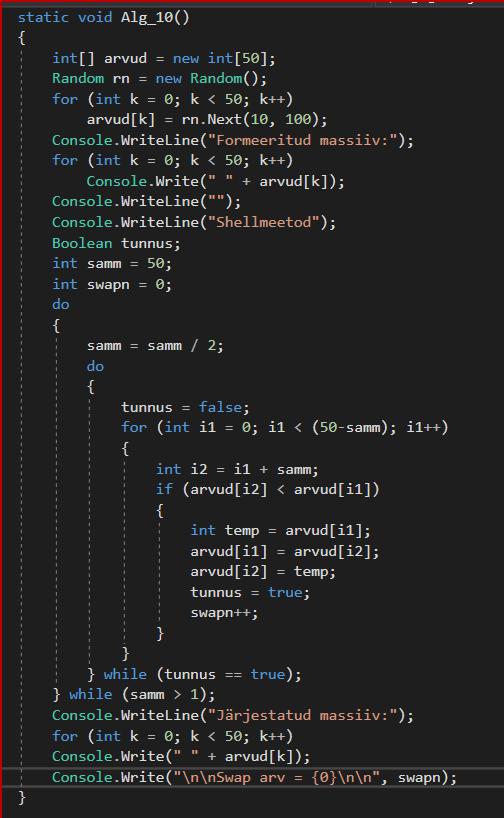 static void Alg_10()
{
    int[] arvud = new int[50];
    Random rn = new Random();
    for (int k = 0; k < 50; k++)
        arvud[k] = rn.Next(10, 100);
    Console.WriteLine("Formeeritud massiiv:");
    for (int k = 0; k < 50; k++)
        Console.Write(" " + arvud[k]);
    Console.WriteLine("");
    Console.WriteLine("Shellmeetod");
    Boolean tunnus;
    int samm = 50;
    int swapn = 0;
    do
    {
        samm = samm / 2;
        do
        {
            tunnus = false;
            for (int i1 = 0; i1 < (50-samm); i1++)
            {
                int i2 = i1 + samm;
                if (arvud[i2] < arvud[i1])
                {
                    int temp = arvud[i1];
                    arvud[i1] = arvud[i2];
                    arvud[i2] = temp;
                    tunnus = true;
                    swapn++;
                }
            }
        } while (tunnus == true);
    } while (samm > 1);
    Console.WriteLine("Järjestatud massiiv:");
    for (int k = 0; k < 50; k++)
    Console.Write(" " + arvud[k]);
    Console.Write("\n\nSwap arv = {0}\n\n", swapn);
}